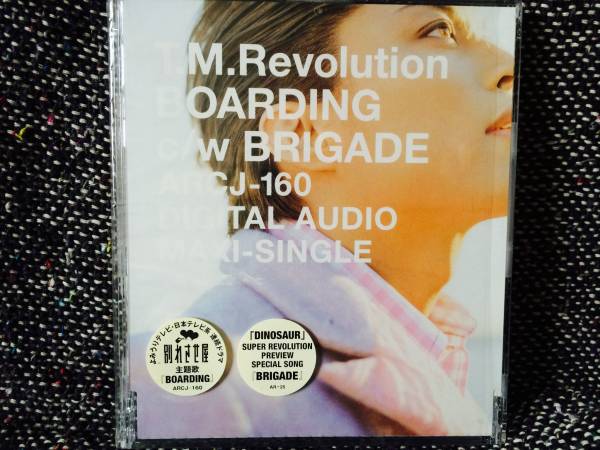 T.M.Revolution
BOARDING
c/w BRIGADE
ARCJ-160
DIGITAL AUDIO
MAXI-SINGLE
よみうりテレビ・日本テレビ系 連続ドラマ
別れさせ屋
主題歌
「BOARDING」
ARCJ-160
「DINOSAUR」
SUPER REVOLUTION
PREVIEW
SPECIAL SONG
「BRIGADE」
AR-25